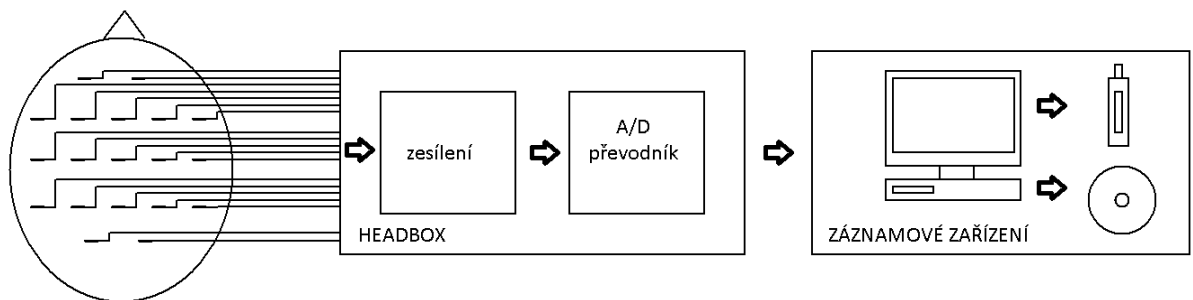 zesílení
A/D
převodník
HEADBOX
ZÁZNAMOVÉ ZAŘÍZENÍ